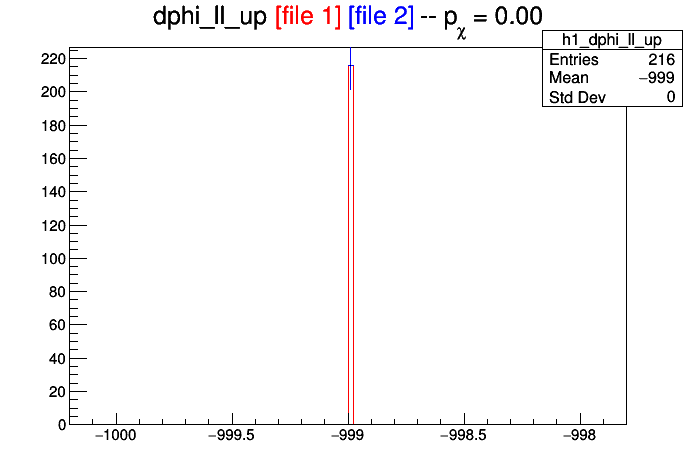 dphi_ll_up [file 1] [file 2] -- pχ = 0.00
h1_dphi_ll_up
Entries 216
Mean −999
Std Dev 0
220
200
180
160
140
120
100
80
60
40
20
0
−1000 −999.5 −999 −998.5 −998